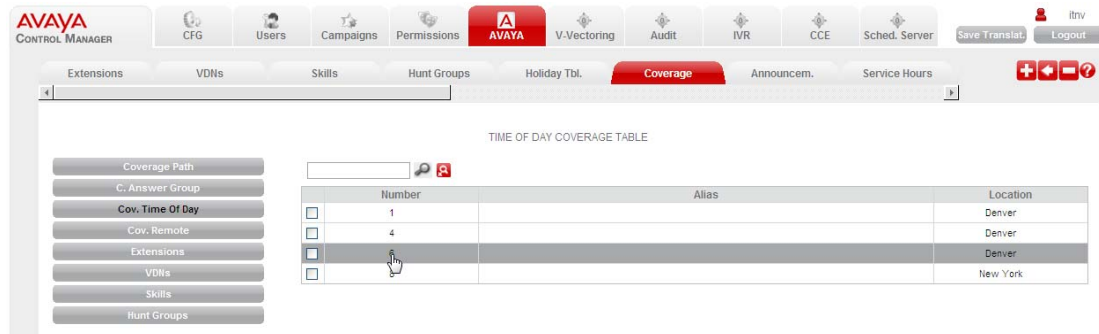 AVAYA
CONTROL MANAGER
CFG Users Campaigns Permissions AVAYA V-Vectoring Audit IVR CCE Sched. Server
itnv
Save Translat. Logout
Extensions VDNs Skills Hunt Groups Holiday Tbl. Coverage Announcem. Service Hours
TIME OF DAY COVERAGE TABLE
Coverage Path
C. Answer Group
Cov. Time Of Day
Cov. Remote
Extensions
VDNs
Skills
Hunt Groups
Number Alias Location
1 Denver
4 Denver
Denver
New York